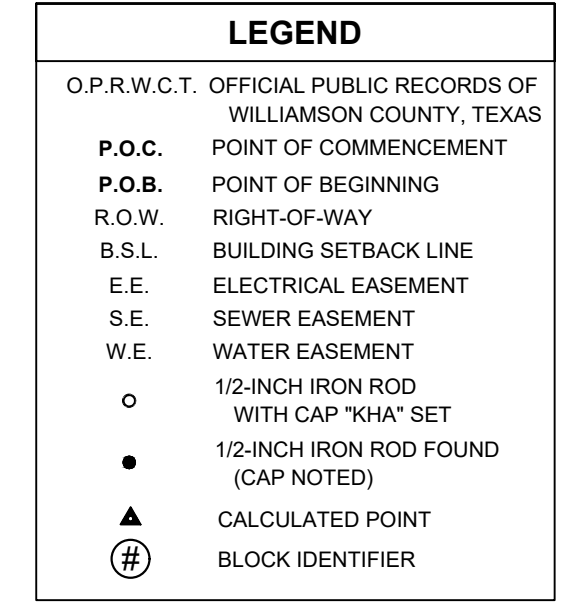 LEGEND
O.P.R.W.C.T. OFFICIAL PUBLIC RECORDS OF
WILLIAMSON COUNTY, TEXAS
P.O.C. POINT OF COMMENCEMENT
P.O.B. POINT OF BEGINNING
R.O.W. RIGHT-OF-WAY
B.S.L. BUILDING SETBACK LINE
E.E. ELECTRICAL EASEMENT
S.E. SEWER EASEMENT
W.E. WATER EASEMENT
1/2-INCH IRON ROD
WITH CAP "KHA" SET
1/2-INCH IRON ROD FOUND
(CAP NOTED)
CALCULATED POINT
# BLOCK IDENTIFIER